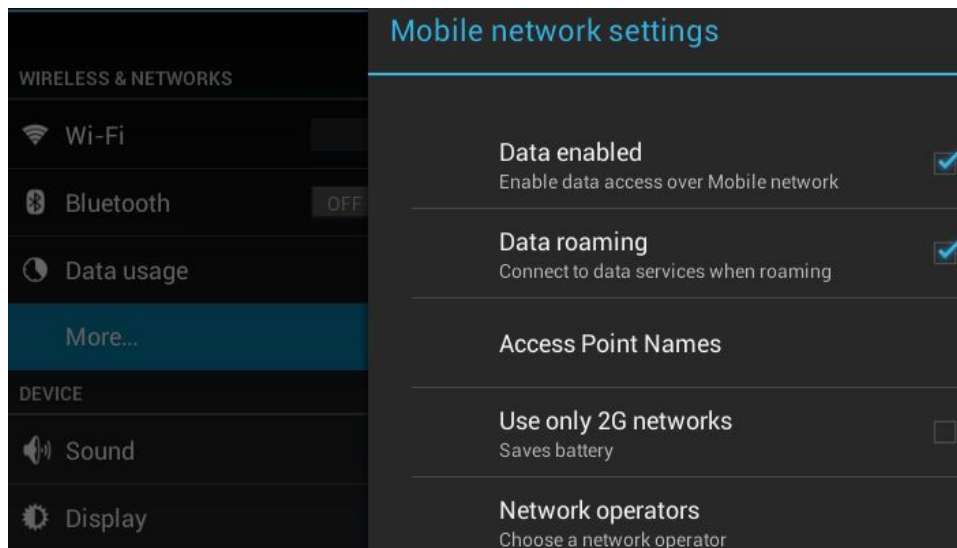 WIRELESS & NETWORKS
Wi-Fi
Bluetooth
OFF
Data usage
More...
DEVICE
Sound
Display
Mobile network settings
Data enabled
Enable data access over Mobile network
Data roaming
Connect to data services when roaming
Access Point Names
Use only 2G networks
Saves battery
Network operators
Choose a network operator